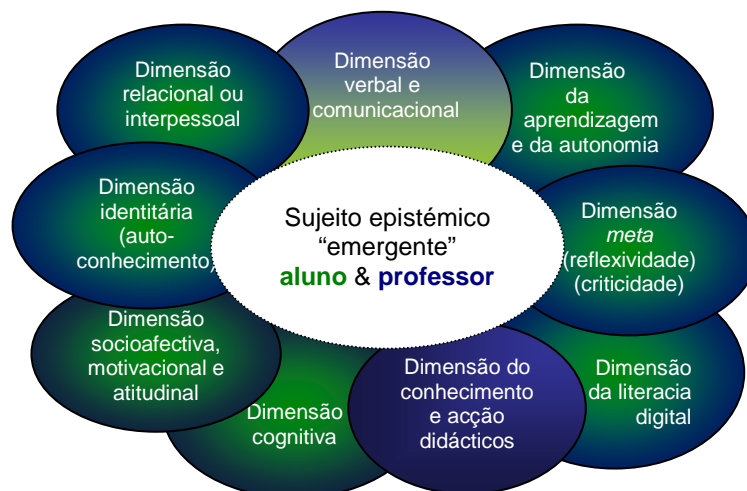 Dimensão
relacional ou
interpessoal
Dimensão
verbal e
comunicacional
Dimensão
da
aprendizagem
e da autonomia
Dimensão
identitária
(auto-
conhecimento)
Sujeito epistémico
“emergente”
aluno & professor
Dimensão
meta
(reflexividade)
(criticidade)
Dimensão
socioafectiva,
motivacional e
atitudinal
Dimensão
cognitiva
Dimensão do
conhecimento
e acção
didácticos
Dimensão
da literacia
digital